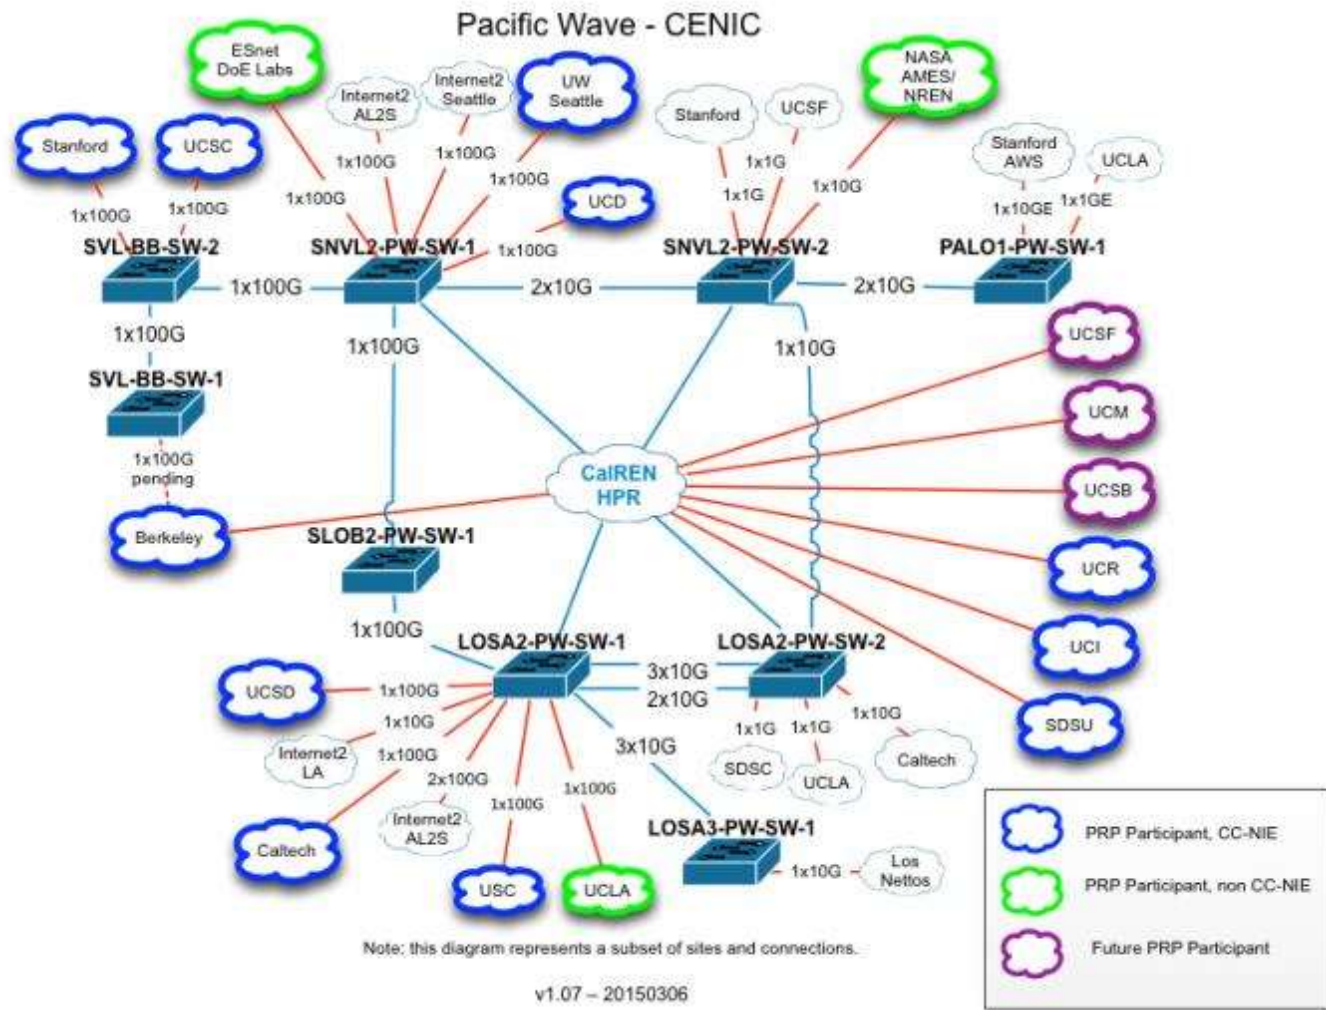 Pacific Wave - CENIC
ESnet
DoE Labs
Internet2
AL2S
Internet2
Seattle
UW
Seattle
Stanford
UCSF
NASA
AMES/
NREN
Stanford
UCSC
UCD
Stanford
AWS
UCLA
1x100G
1x100G
1x100G
1x100G
1x100G
1x100G
1x100G
1x1G
1x1G
1x10G
1x10GE
1x1GE
SVL-BB-SW-2
SNVL2-PW-SW-1
SNVL2-PW-SW-2
PALO1-PW-SW-1
1x100G
2x10G
2x10G
1x100G
1x100G
1x10G
UCSF
SVL-BB-SW-1
UCM
1x100G
pending
CalREN
HPR
UCSB
Berkeley
SLOB2-PW-SW-1
UCR
1x100G
LOSA2-PW-SW-1
LOSA2-PW-SW-2
UCI
3x10G
2x10G
UCSD
1x100G
1x10G
1x10G
SDSU
Internet2
LA
1x100G
3x10G
1x1G
1x1G
2x100G
SDSC
UCLA
Caltech
1x100G
1x100G
Internet2
AL2S
LOSA3-PW-SW-1
Caltech
1x10G
Los
Nettos
USC
UCLA
PRP Participant, CC-NIE
PRP Participant, non CC-NIE
Future PRP Participant
Note: this diagram represents a subset of sites and connections.
v1.07 – 20150306